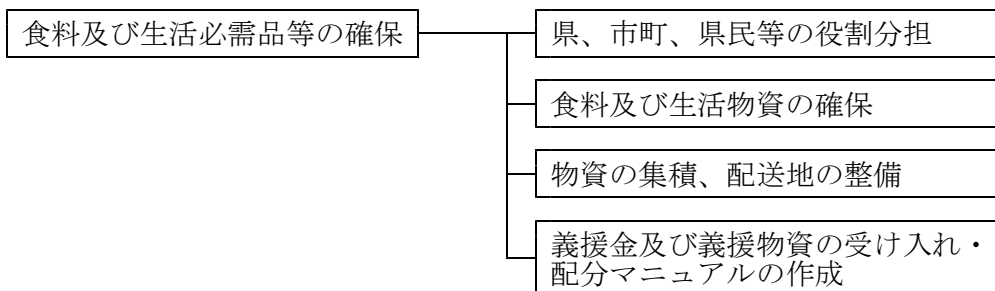 食料及び生活必需品等の確保
県、市町、県民等の役割分担
食料及び生活物資の確保
物資の集積、配送地の整備
義援金及び義援物資の受け入れ・
配分マニュアルの作成